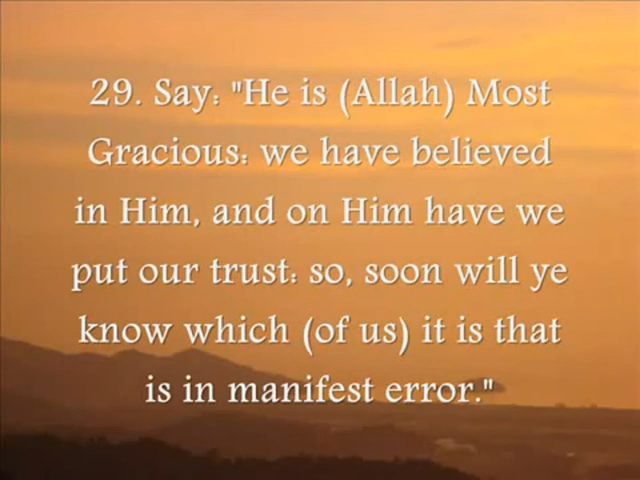 29. Say: "He is (Allah) Most
Gracious: we have believed
in Him, and on Him have we
put our trust: so, soon will ye
know which (of us) it is that
is in manifest error."